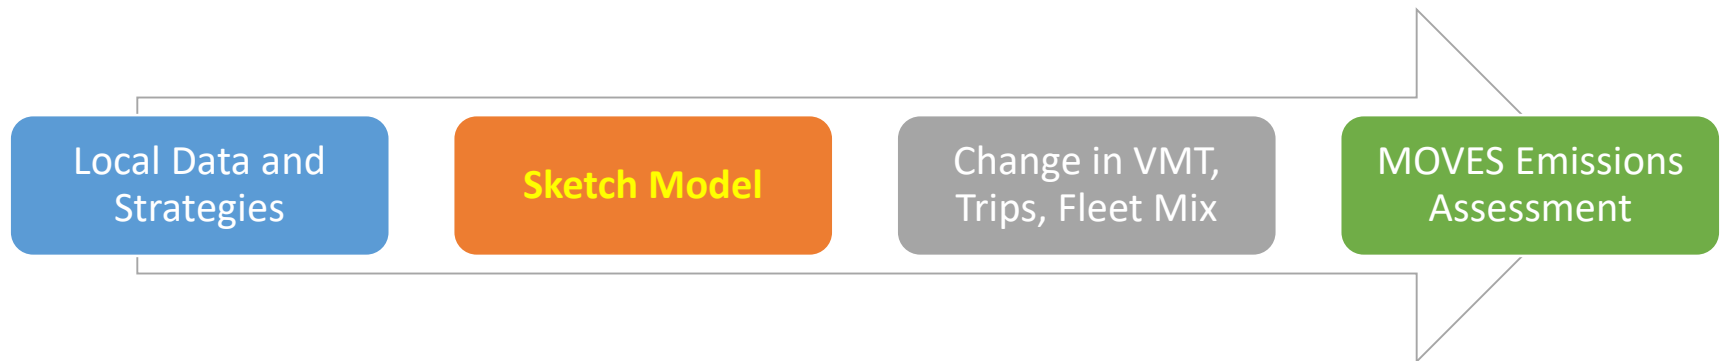 Local Data and
Strategies
Sketch Model
Change in VMT,
Trips, Fleet Mix
MOVES Emissions
Assessment